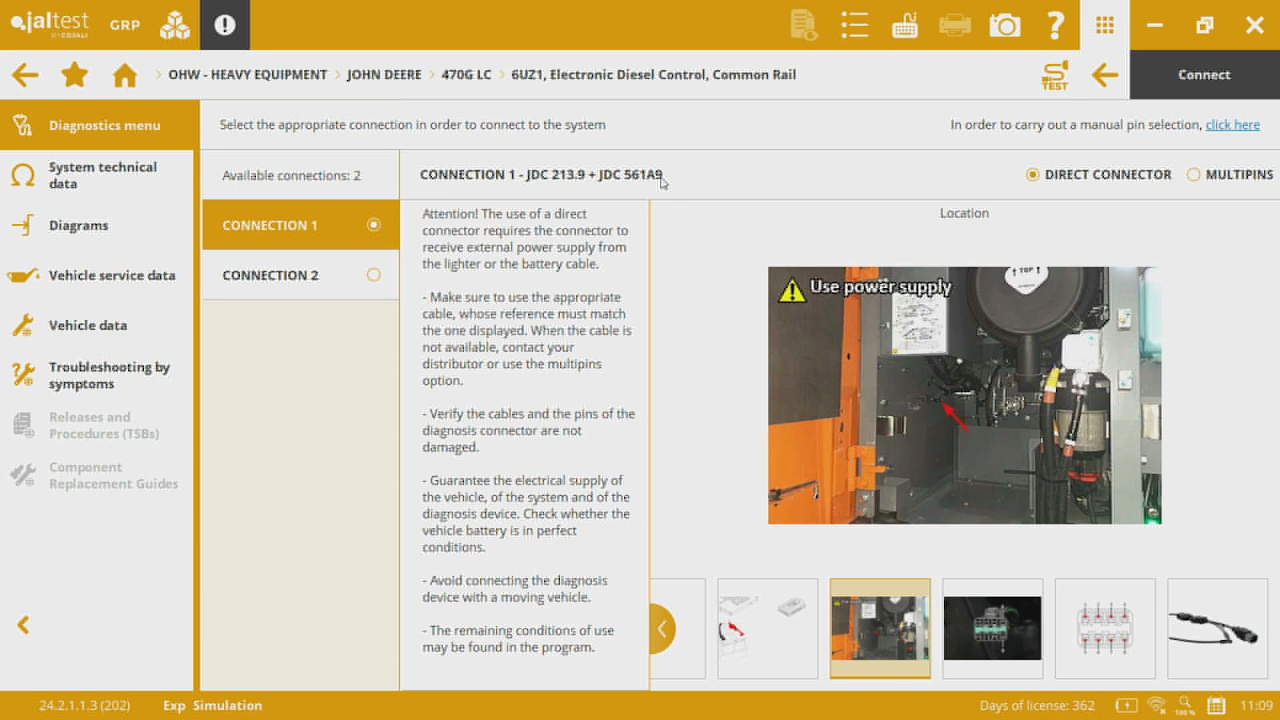 jaltest
BY COJALI
GRP
OHW - HEAVY EQUIPMENT
JOHN DEERE
470G LC
6UZ1, Electronic Diesel Control, Common Rail
TEST
Connect
Diagnostics menu
Select the appropriate connection in order to connect to the system
In order to carry out a manual pin selection, click here
System technical
data
Diagrams
Vehicle service data
Vehicle data
Troubleshooting by
symptoms
Releases and
Procedures (TSBs)
Component
Replacement Guides
Available connections: 2
CONNECTION 1
CONNECTION 2
CONNECTION 1 - JDC 213.9 + JDC 561A9
DIRECT CONNECTOR
MULTIPINS
Attention! The use of a direct
connector requires the connector to
receive external power supply from
the lighter or the battery cable.
- Make sure to use the appropriate
cable, whose reference must match
the one displayed. When the cable is
not available, contact your
distributor or use the multipins
option.
- Verify the cables and the pins of the
diagnosis connector are not
damaged.
- Guarantee the electrical supply of
the vehicle, of the system and of the
diagnosis device. Check whether the
vehicle battery is in perfect
conditions.
- Avoid connecting the diagnosis
device with a moving vehicle.
- The remaining conditions of use
may be found in the program.
Location
TOP
Use power supply
24.2.1.1.3 (202)
Exp Simulation
Days of license: 362
100 %
11:09